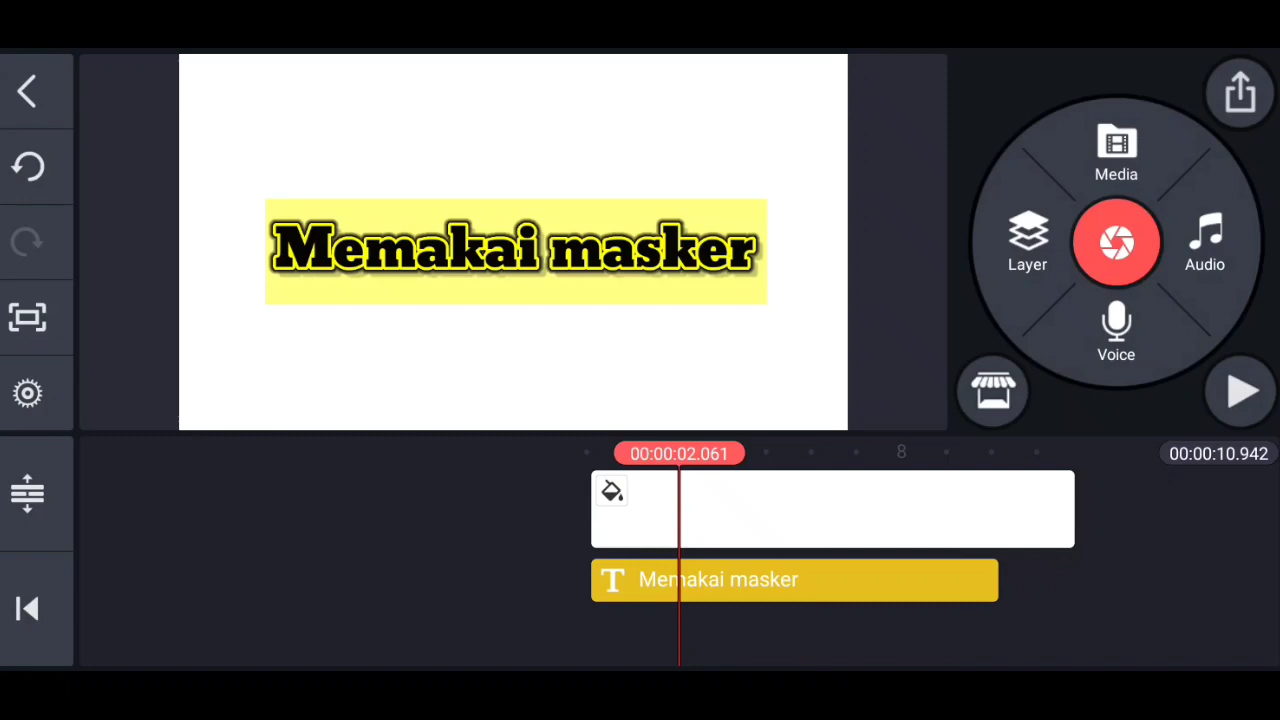 Memakai masker
Media
Layer
Audio
Voice
00:00:02.061
8
00:00:10.942
T Memakai masker